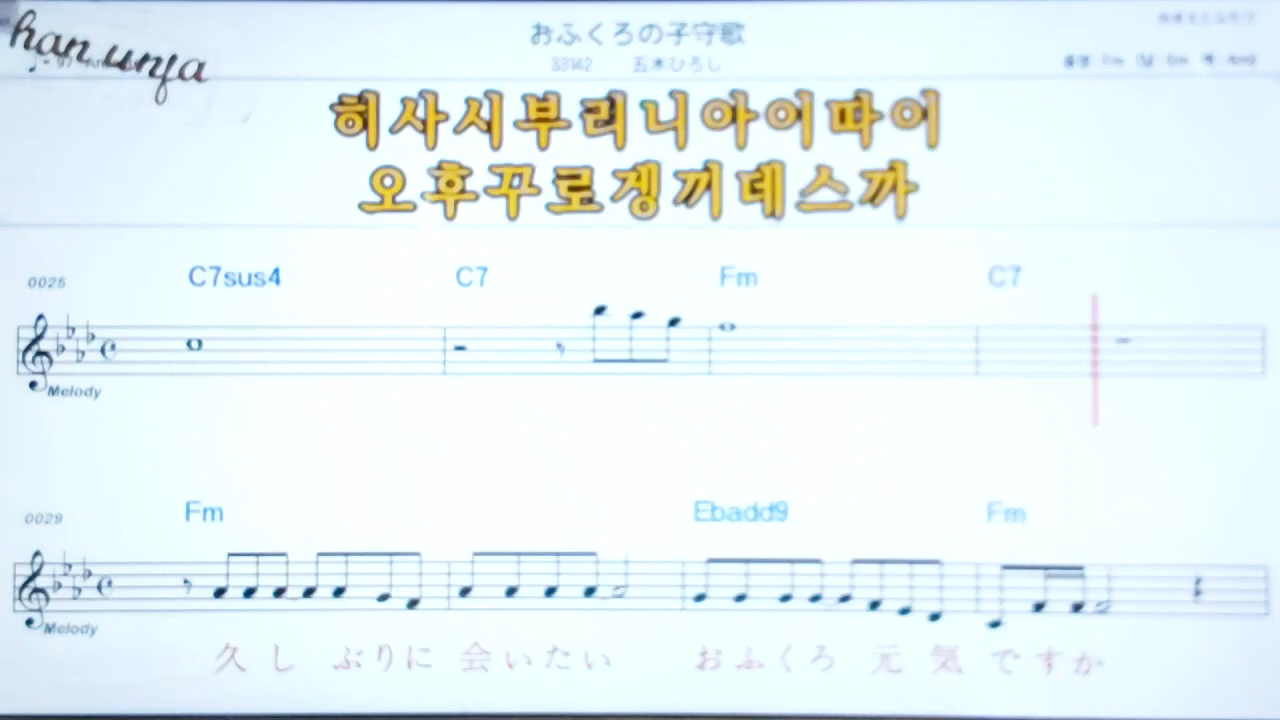 han unja
おふくろの子守歌
33142 五木ひろし
히사시부리니아이따이
오후꾸로겡끼데스까
0025 C7sus4 C7 Fm C7
Melody
0029 Fm Ebadd9 Fm
Melody
久し ぶりに 会いたい おふくろ 元気ですか